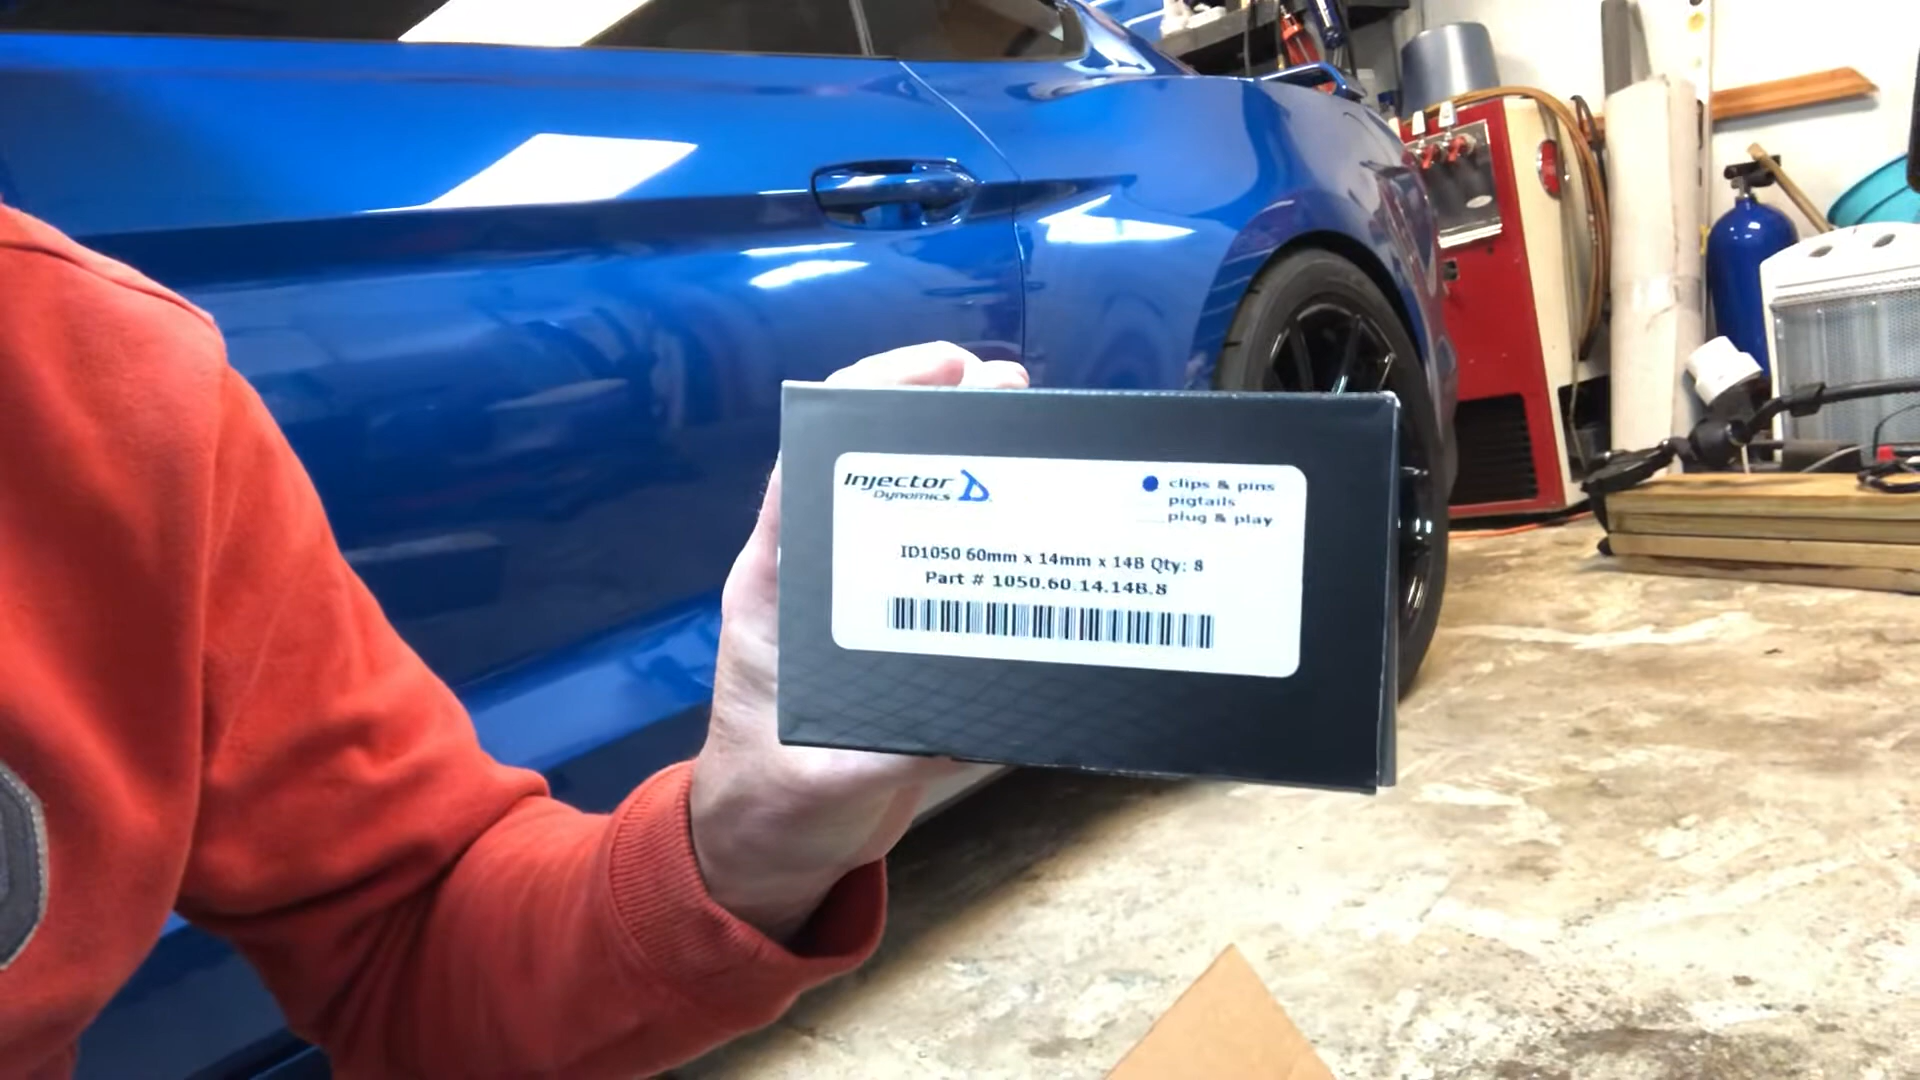 Injector D
Dynamics
clips & pins
pigtails
plug & play
ID1050 60mm x 14mm x 14B Qty: 8
Part # 1050.60.14.14B.8